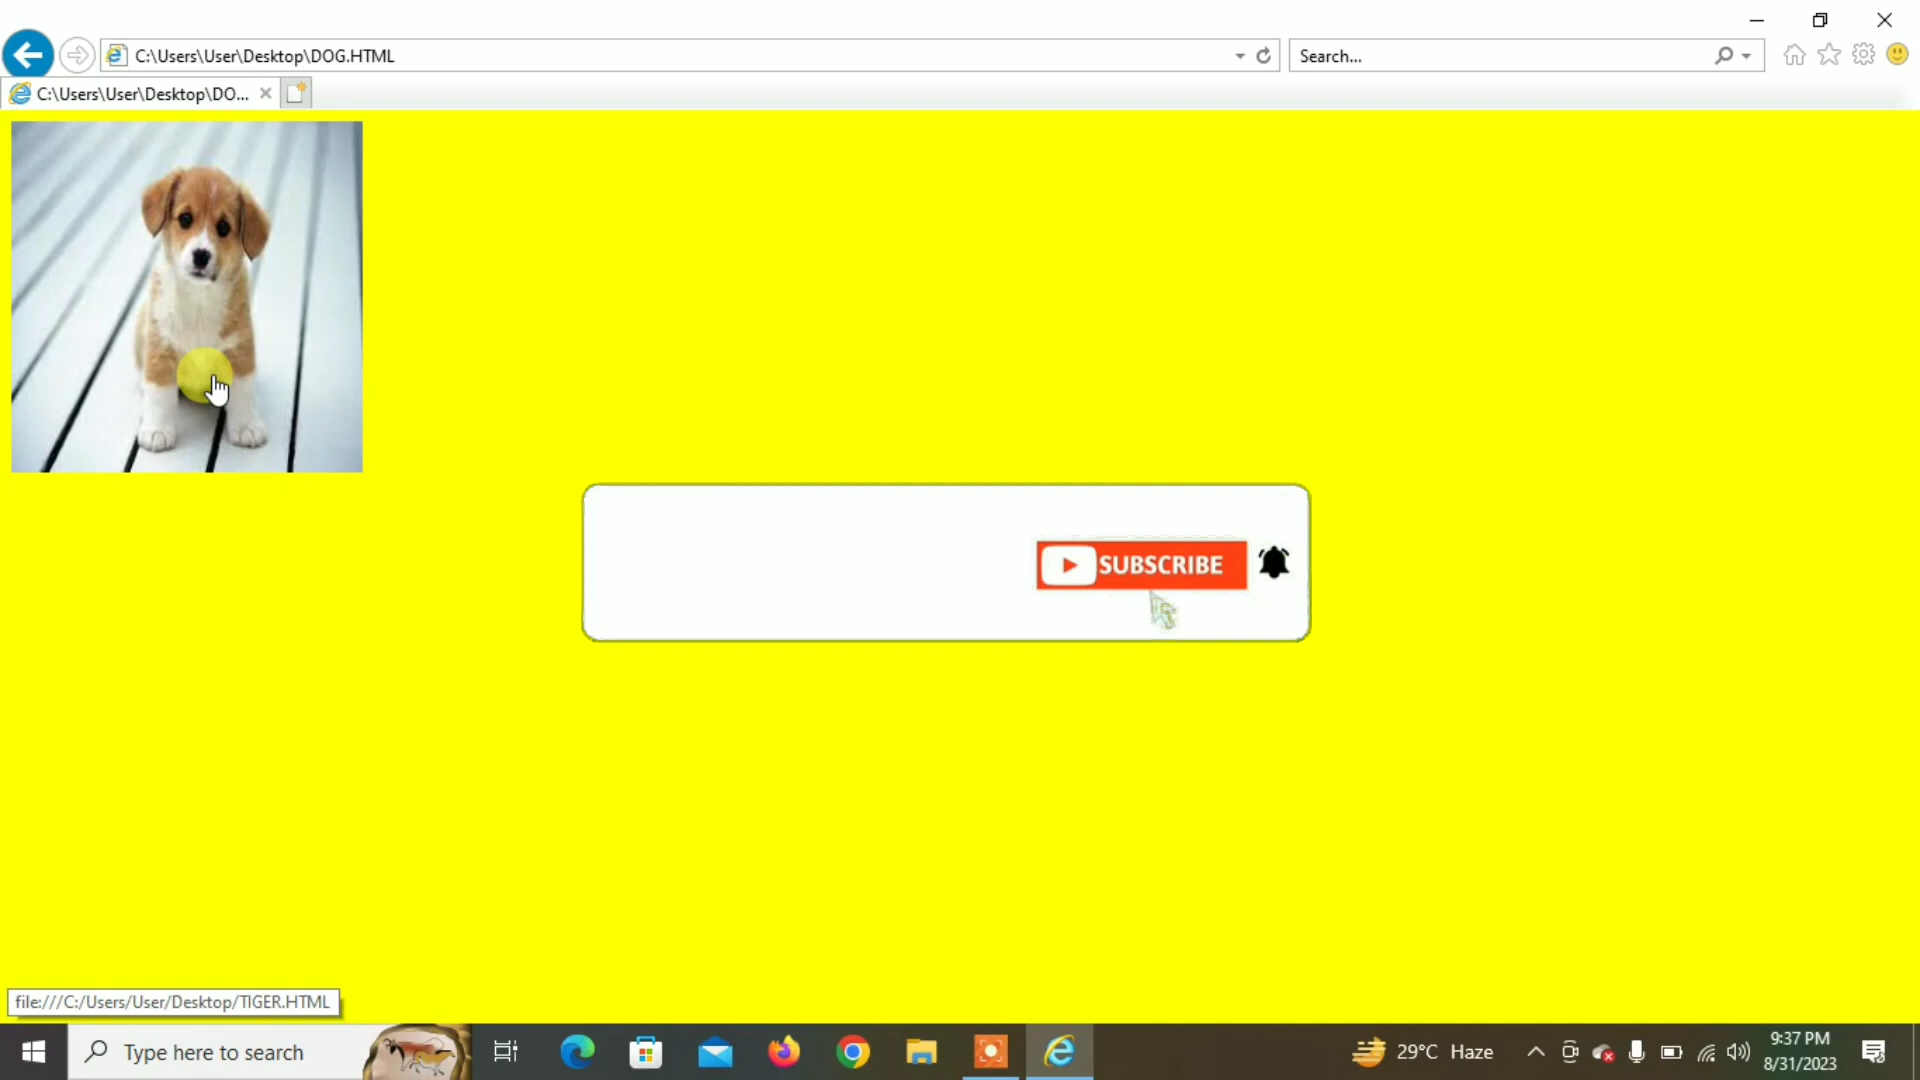 C:\Users\User\Desktop\DOG.HTML
Search...
C:\Users\User\Desktop\DO...
SUBSCRIBE
file:///C:/Users/User/Desktop/TIGER.HTML
Type here to search
29°C Haze
9:37 PM
8/31/2023